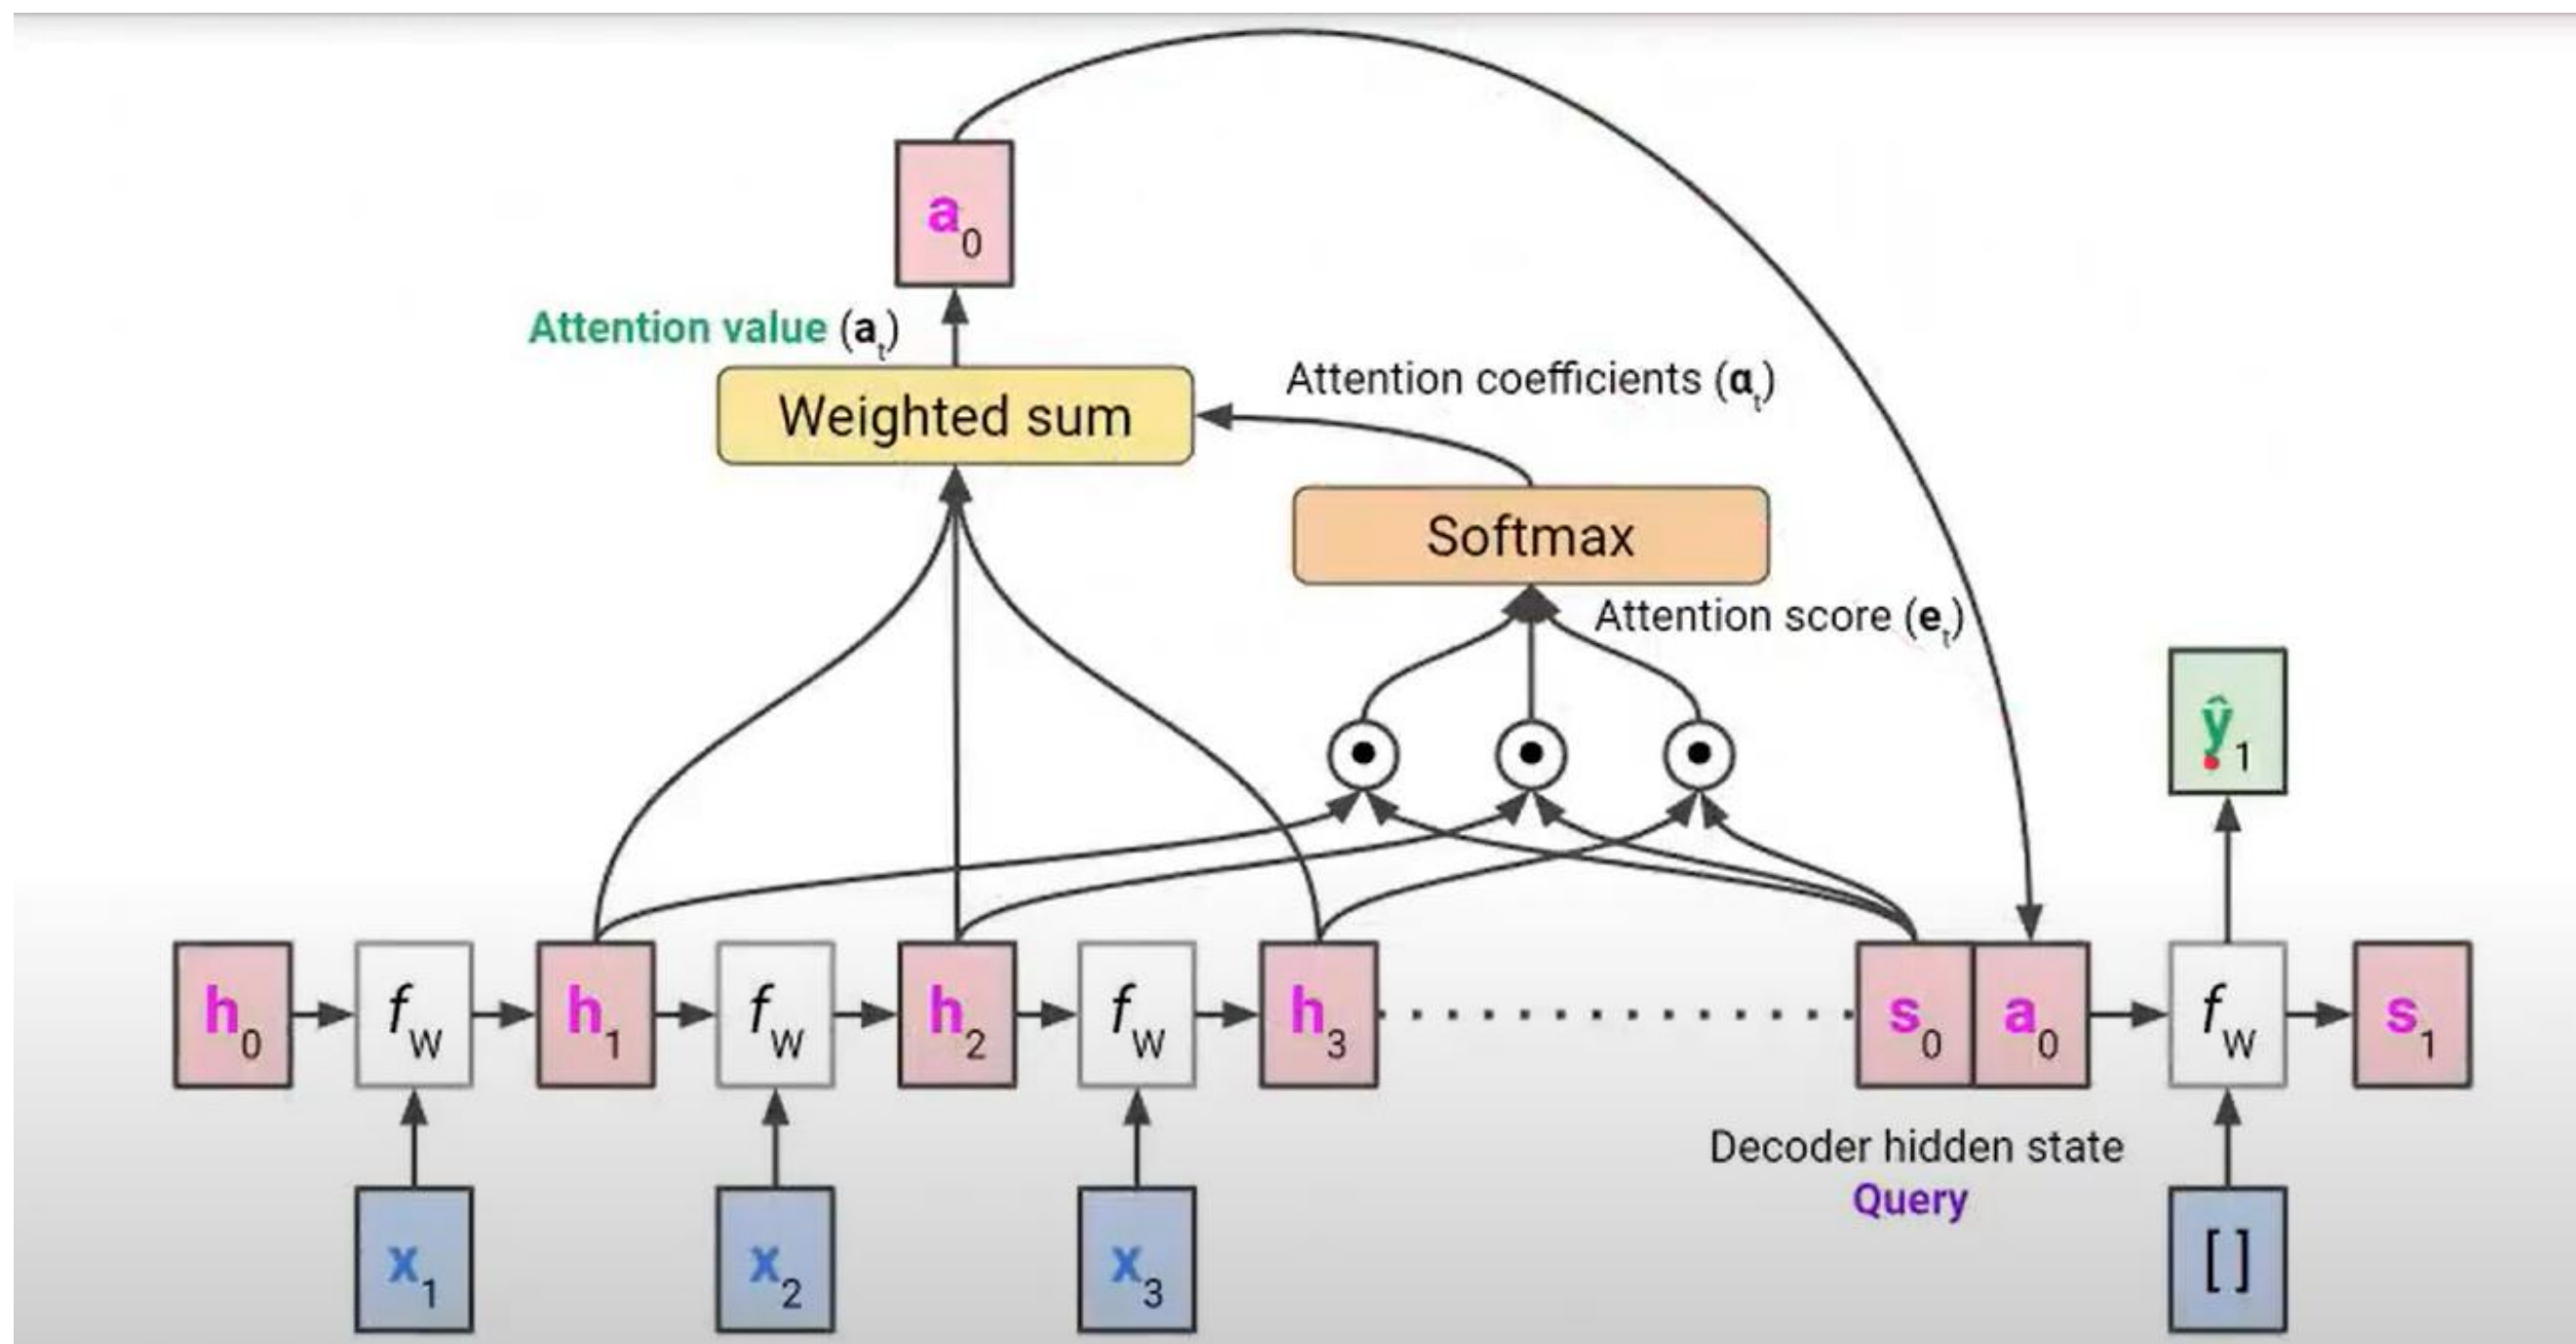 a0
Attention value (at)
Weighted sum
Attention coefficients (αt)
Softmax
Attention score (et)
ŷ1
h0
fW
h1
fW
h2
fW
h3
s0
a0
fW
s1
Decoder hidden state
Query
x1
x2
x3
[ ]